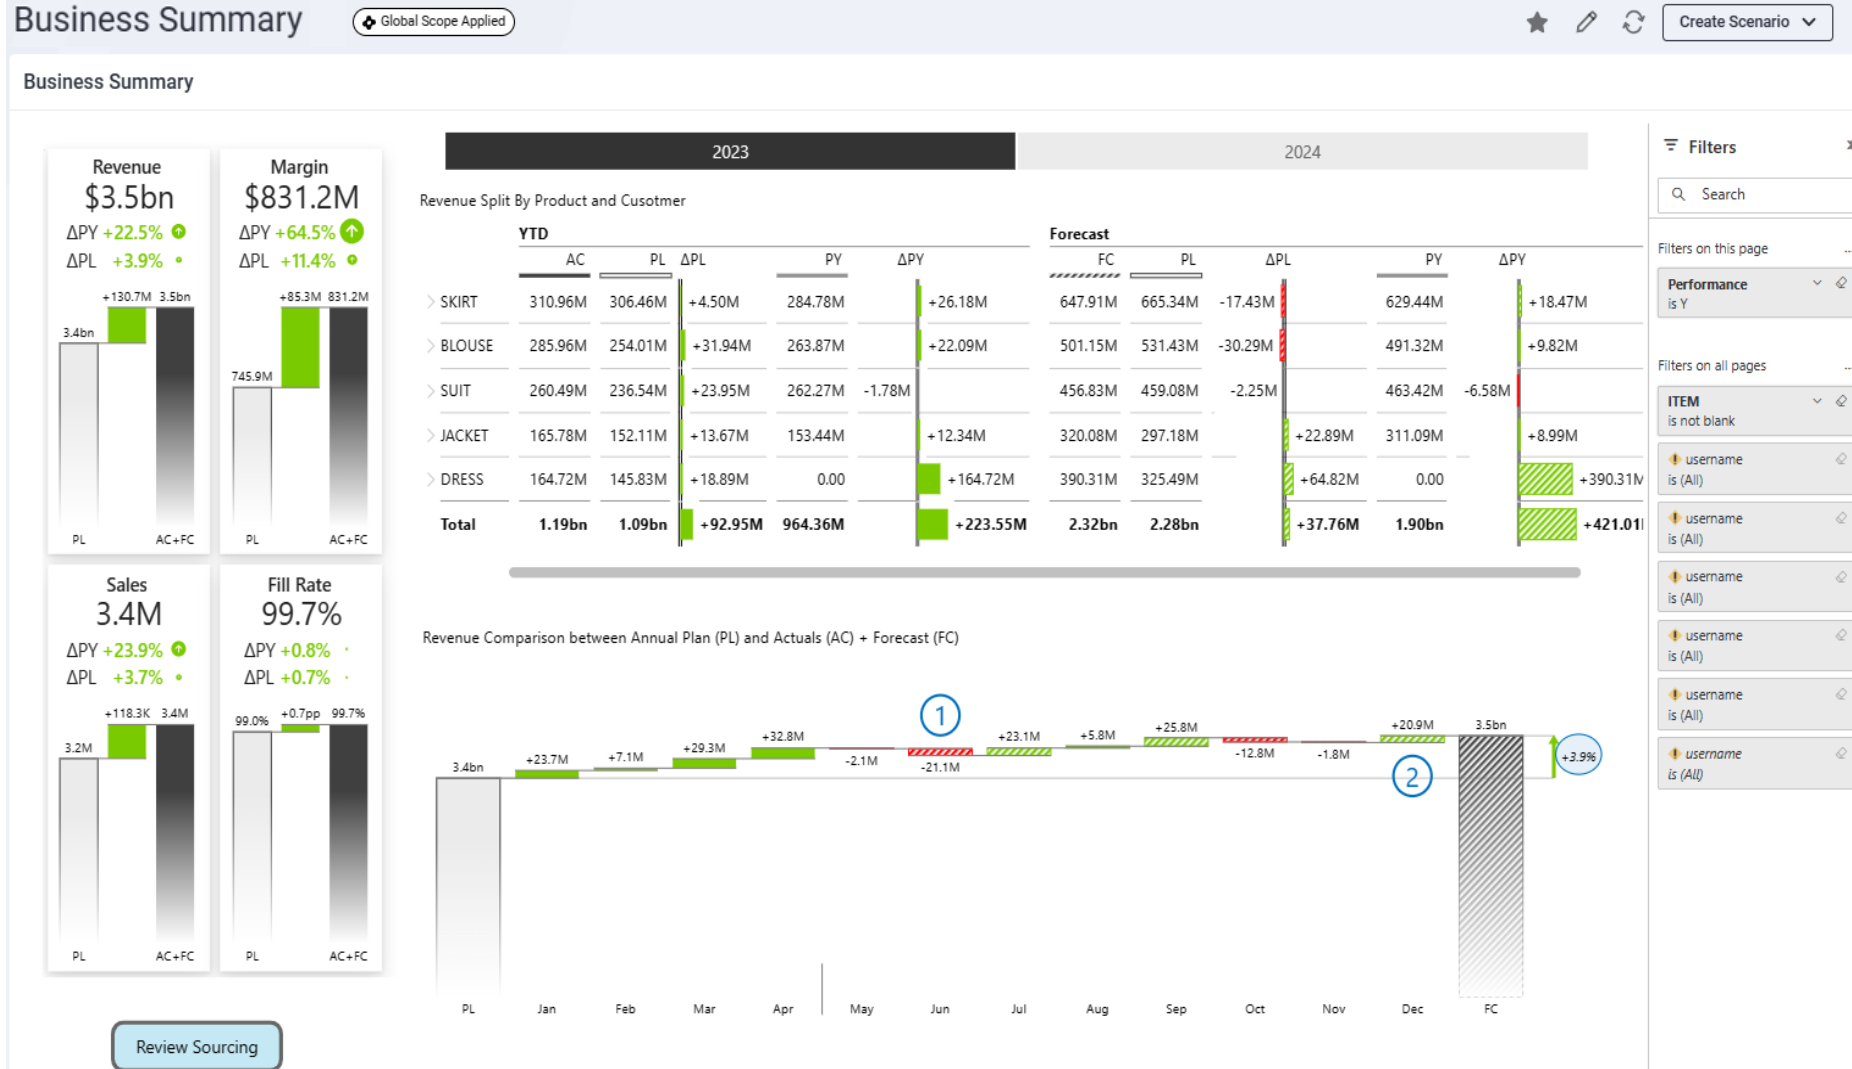 Business Summary
Global Scope Applied
Create Scenario
Business Summary
Revenue
$3.5bn
ΔPY +22.5%
ΔPL +3.9%
+130.7M 3.5bn
3.4bn
PL AC+FC
Margin
$831.2M
ΔPY +64.5%
ΔPL +11.4%
+85.3M 831.2M
745.9M
PL AC+FC
Sales
3.4M
ΔPY +23.9%
ΔPL +3.7%
+118.3K 3.4M
3.2M
PL AC+FC
Fill Rate
99.7%
ΔPY +0.8%
ΔPL +0.7%
99.0% +0.7pp 99.7%
PL AC+FC
Review Sourcing
2023 2024
Revenue Split By Product and Cusotmer
YTD Forecast
AC PL ΔPL PY ΔPY FC PL ΔPL PY ΔPY
SKIRT 310.96M 306.46M +4.50M 284.78M +26.18M 647.91M 665.34M -17.43M 629.44M +18.47M
BLOUSE 285.96M 254.01M +31.94M 263.87M +22.09M 501.15M 531.43M -30.29M 491.32M +9.82M
SUIT 260.49M 236.54M +23.95M 262.27M -1.78M 456.83M 459.08M -2.25M 463.42M -6.58M
JACKET 165.78M 152.11M +13.67M 153.44M +12.34M 320.08M 297.18M +22.89M 311.09M +8.99M
DRESS 164.72M 145.83M +18.89M 0.00 +164.72M 390.31M 325.49M +64.82M 0.00 +390.31M
Total 1.19bn 1.09bn +92.95M 964.36M +223.55M 2.32bn 2.28bn +37.76M 1.90bn +421.01
Revenue Comparison between Annual Plan (PL) and Actuals (AC) + Forecast (FC)
1
2
3.4bn +23.7M +7.1M +29.3M +32.8M -2.1M -21.1M +23.1M +5.8M +25.8M -12.8M -1.8M +20.9M 3.5bn +3.9%
PL Jan Feb Mar Apr May Jun Jul Aug Sep Oct Nov Dec FC
Filters
Search
Filters on this page ...
Performance
is Y
Filters on all pages ...
ITEM
is not blank
username
is (All)
username
is (All)
username
is (All)
username
is (All)
username
is (All)
username
is (All)